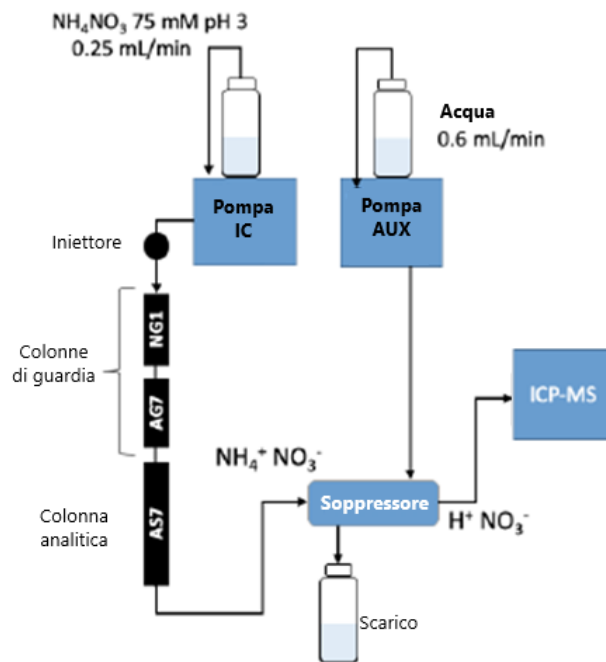 NH₄NO₃ 75 mM pH 3
0.25 mL/min
Acqua
0.6 mL/min
Pompa
IC
Pompa
AUX
Iniettore
NG1
Colonne
di guardia
AG7
ICP-MS
NH₄⁺ NO₃⁻
Soppressore
H⁺ NO₃⁻
Colonna
analitica
AS7
Scarico